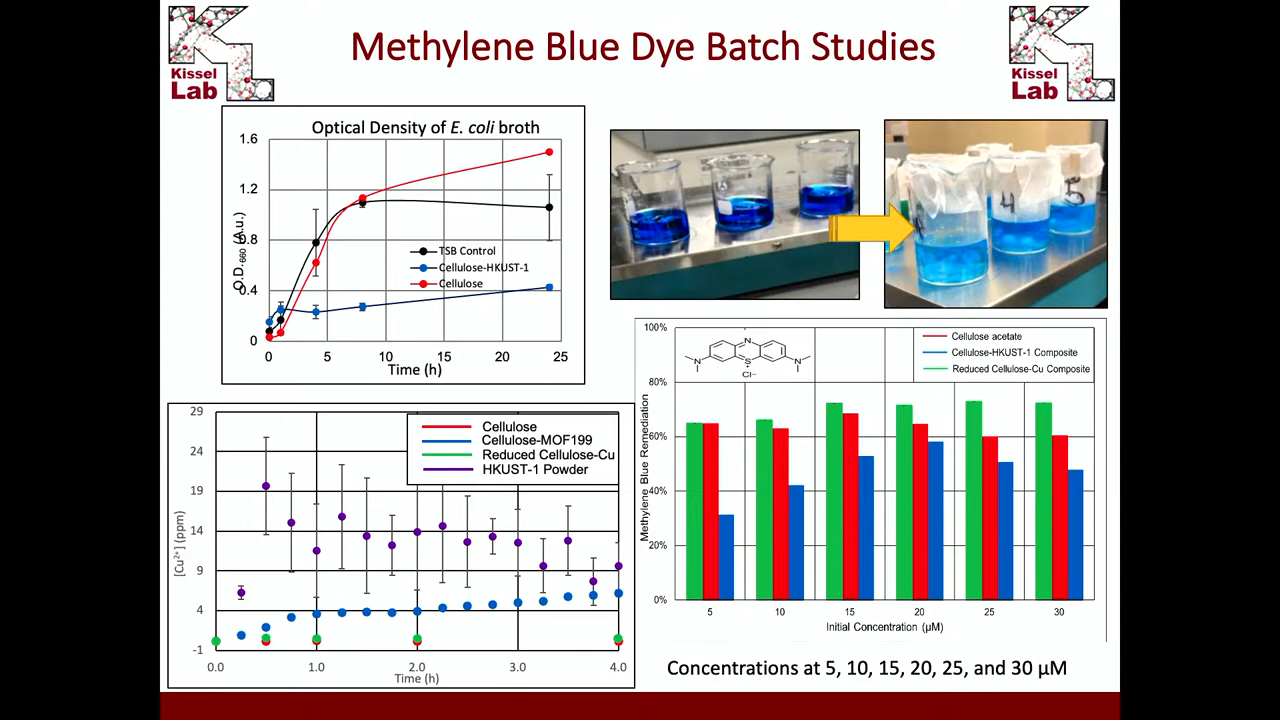 Kissel
Lab
Methylene Blue Dye Batch Studies
Kissel
Lab
Optical Density of E. coli broth
1.6
1.2
0.8
0.4
0
O.D. 660 (A.u.)
TSB Control
Cellulose-HKUST-1
Cellulose
0 5 10 15 20 25
Time (h)
4
5
29
24
19
14
9
4
-1
[Cu²⁺] (ppm)
Cellulose
Cellulose-MOF199
Reduced Cellulose-Cu
HKUST-1 Powder
0.0 1.0 2.0 3.0 4.0
Time (h)
100%
80%
60%
40%
20%
0%
Methylene Blue Remediation
N
N
S⁺
N
Cl⁻
Cellulose acetate
Cellulose-HKUST-1 Composite
Reduced Cellulose-Cu Composite
5 10 15 20 25 30
Initial Concentration (µM)
Concentrations at 5, 10, 15, 20, 25, and 30 µM